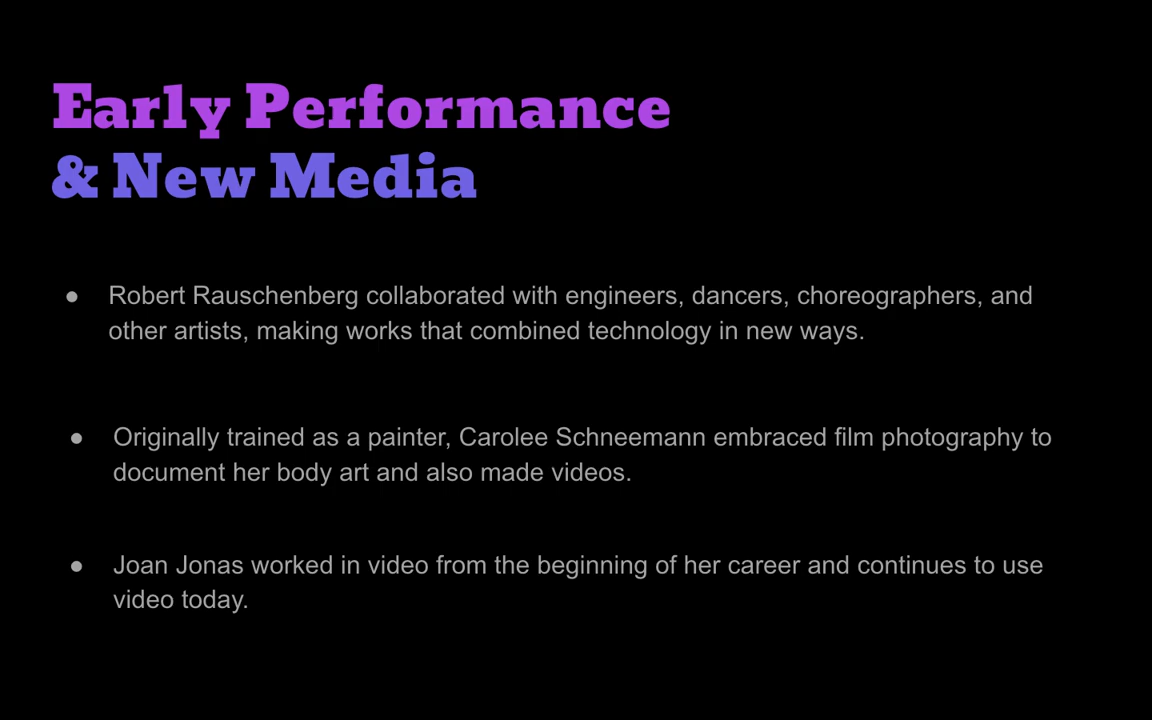 Early Performance
& New Media
● Robert Rauschenberg collaborated with engineers, dancers, choreographers, and
other artists, making works that combined technology in new ways.
● Originally trained as a painter, Carolee Schneemann embraced film photography to
document her body art and also made videos.
● Joan Jonas worked in video from the beginning of her career and continues to use
video today.